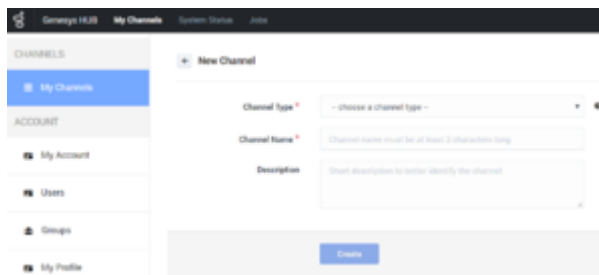 Genesys HUB My Channels System Status Jobs
CHANNELS
My Channels
ACCOUNT
My Account
Users
Groups
My Profile
New Channel
Channel Type *
-- choose a channel type --
Channel Name *
Channel name must be at least 2 characters long
Description
Short description to better identify the channel
Create